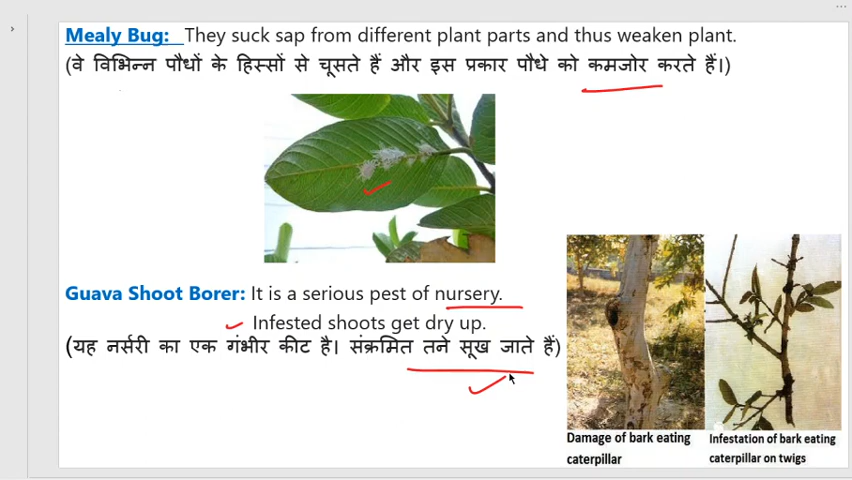 Mealy Bug: They suck sap from different plant parts and thus weaken plant.
(वे विभिन्न पौधों के हिस्सों से चूसते हैं और इस प्रकार पौधे को कमजोर करते हैं।)
Guava Shoot Borer: It is a serious pest of nursery.
Infested shoots get dry up.
(यह नर्सरी का एक गंभीर कीट है। संक्रमित तने सूख जाते हैं)
Damage of bark eating
caterpillar
Infestation of bark eating
caterpillar on twigs